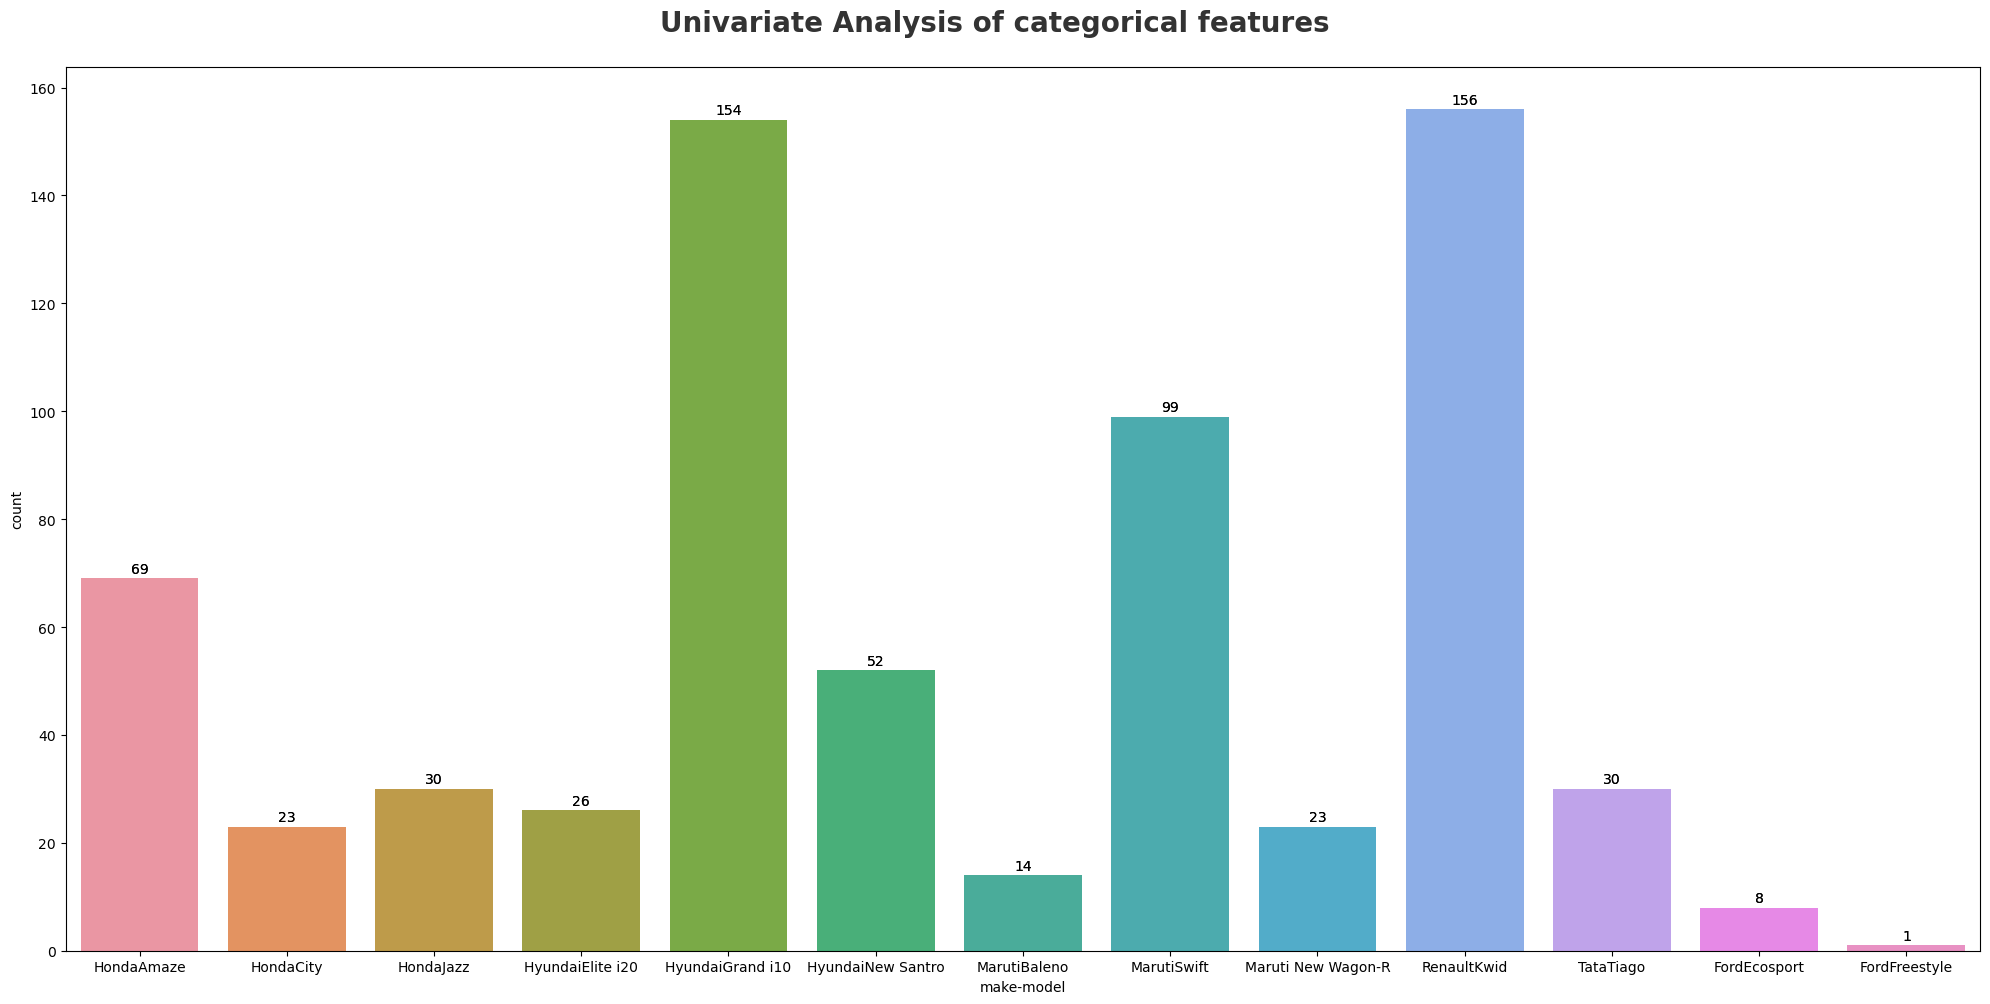 Univariate Analysis of categorical features
160
140
120
100
80
60
40
20
0
count
69
23
30
26
154
52
14
99
23
156
30
8
1
HondaAmaze
HondaCity
HondaJazz
HyundaiElite i20
HyundaiGrand i10
HyundaiNew Santro
MarutiBaleno
MarutiSwift
Maruti New Wagon-R
RenaultKwid
TataTiago
FordEcosport
FordFreestyle
make-model